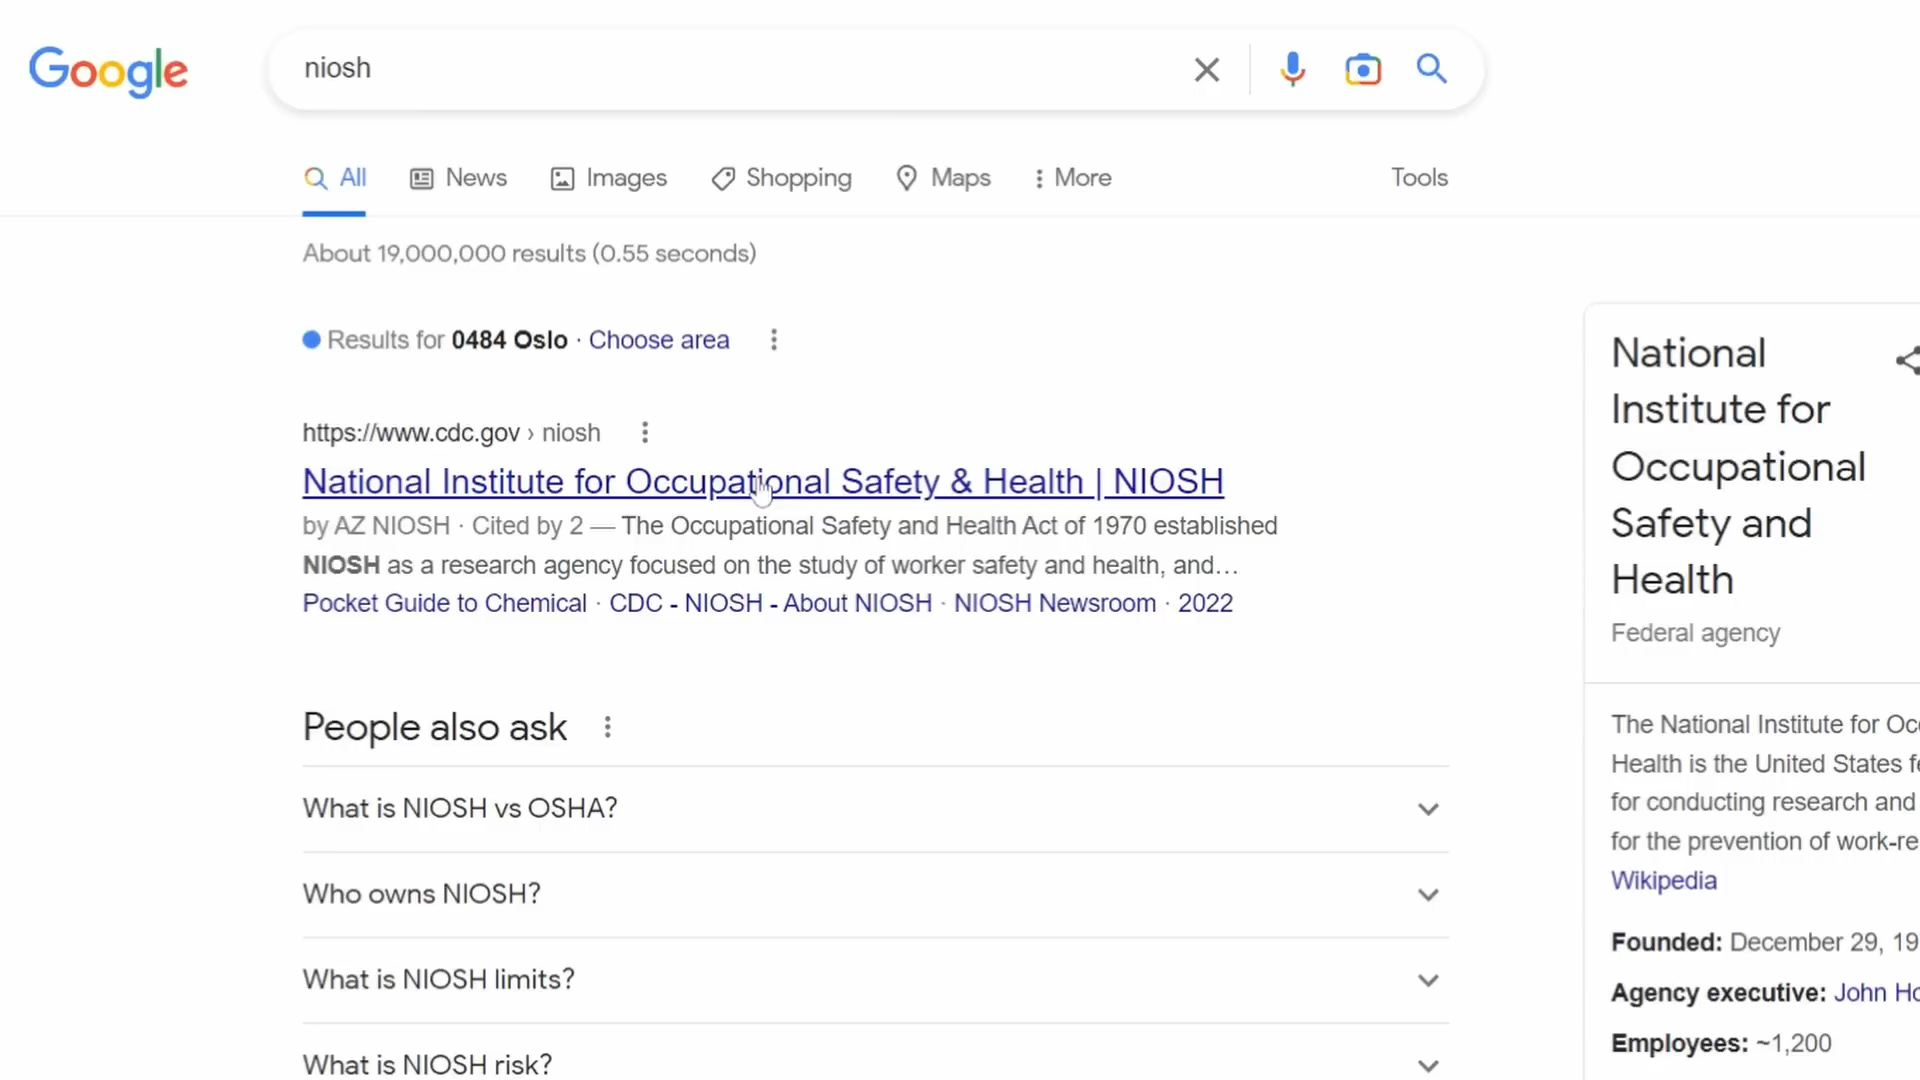 Google
niosh
All
News
Images
Shopping
Maps
More
Tools
About 19,000,000 results (0.55 seconds)
Results for 0484 Oslo · Choose area
https://www.cdc.gov › niosh
National Institute for Occupational Safety & Health | NIOSH
by AZ NIOSH · Cited by 2 — The Occupational Safety and Health Act of 1970 established
NIOSH as a research agency focused on the study of worker safety and health, and…
Pocket Guide to Chemical · CDC - NIOSH - About NIOSH · NIOSH Newsroom · 2022
People also ask
What is NIOSH vs OSHA?
Who owns NIOSH?
What is NIOSH limits?
What is NIOSH risk?
National
Institute for
Occupational
Safety and
Health
Federal agency
The National Institute for
Health is the United States
for conducting research and
for the prevention of
Wikipedia
Founded: December 29,
Agency executive: John
Employees: ~1,200